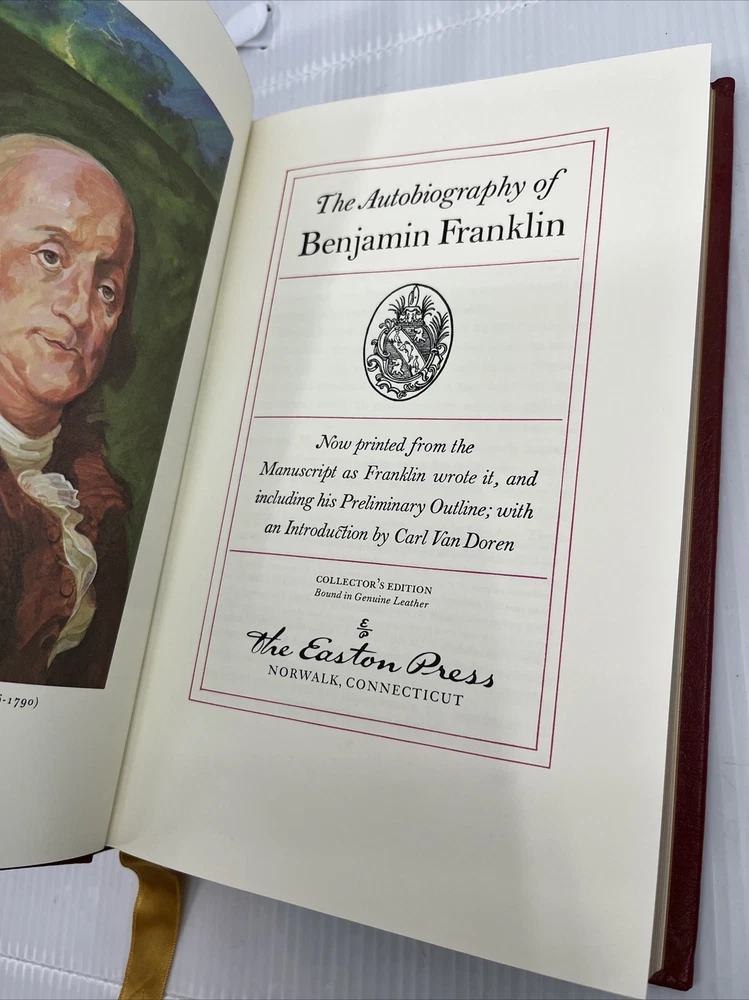 The Autobiography of
Benjamin Franklin
Now printed from the
Manuscript as Franklin wrote it, and
including his Preliminary Outline; with
an Introduction by Carl Van Doren
COLLECTOR'S EDITION
Bound in Genuine Leather
E
P
The Easton Press
NORWALK, CONNECTICUT
-1790)